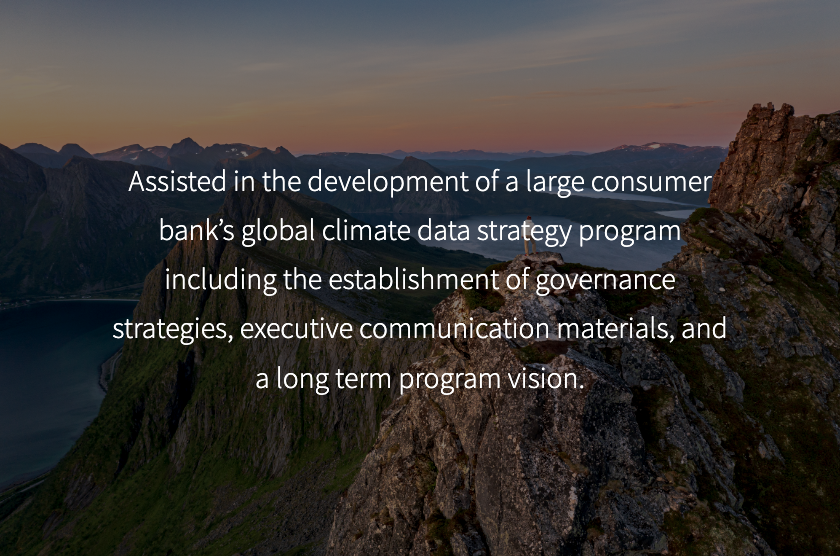 Assisted in the development of a large consumer
bank’s global climate data strategy program
including the establishment of governance
strategies, executive communication materials, and
a long term program vision.